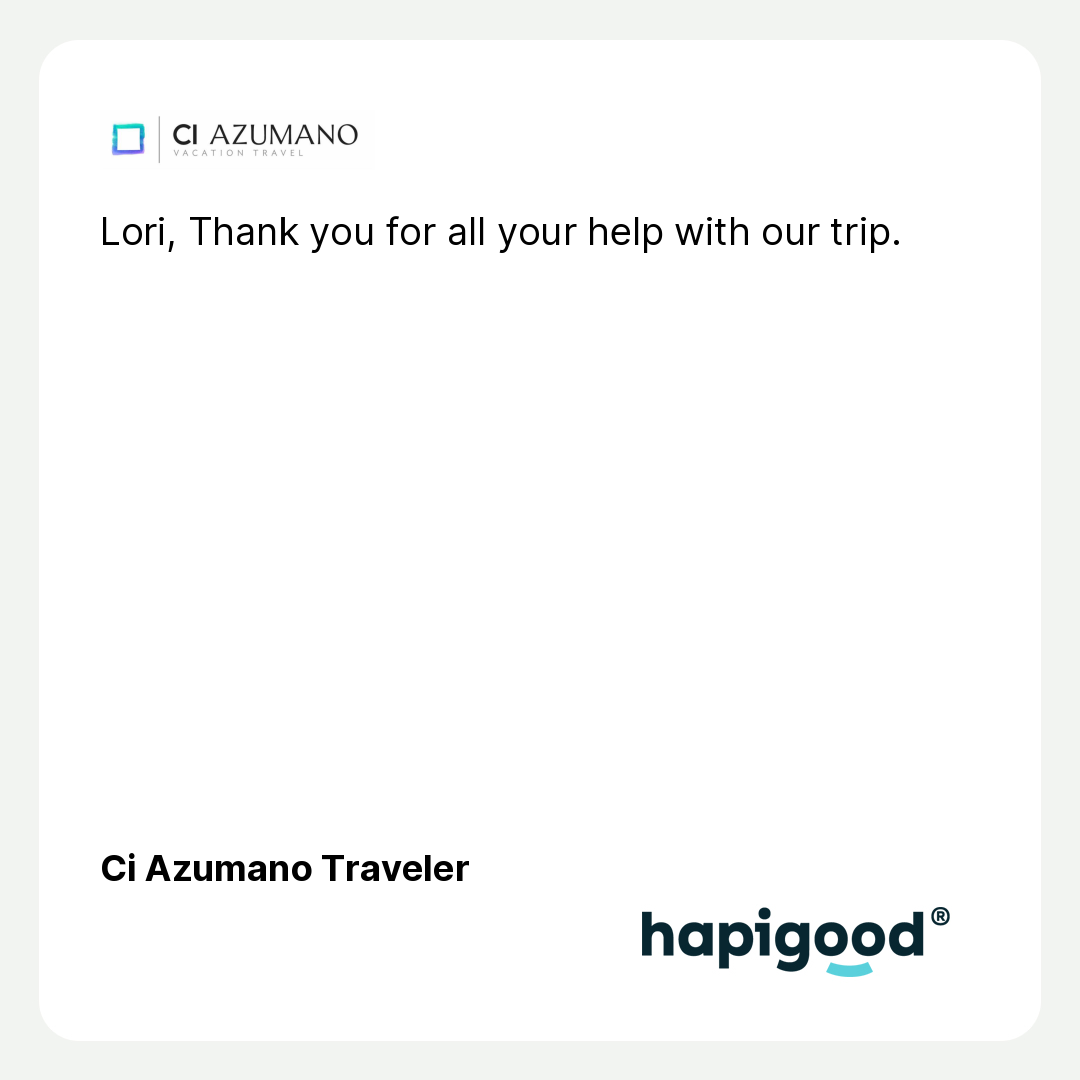 CI AZUMANO
VACATION TRAVEL
Lori, Thank you for all your help with our trip.
Ci Azumano Traveler
hapigood®